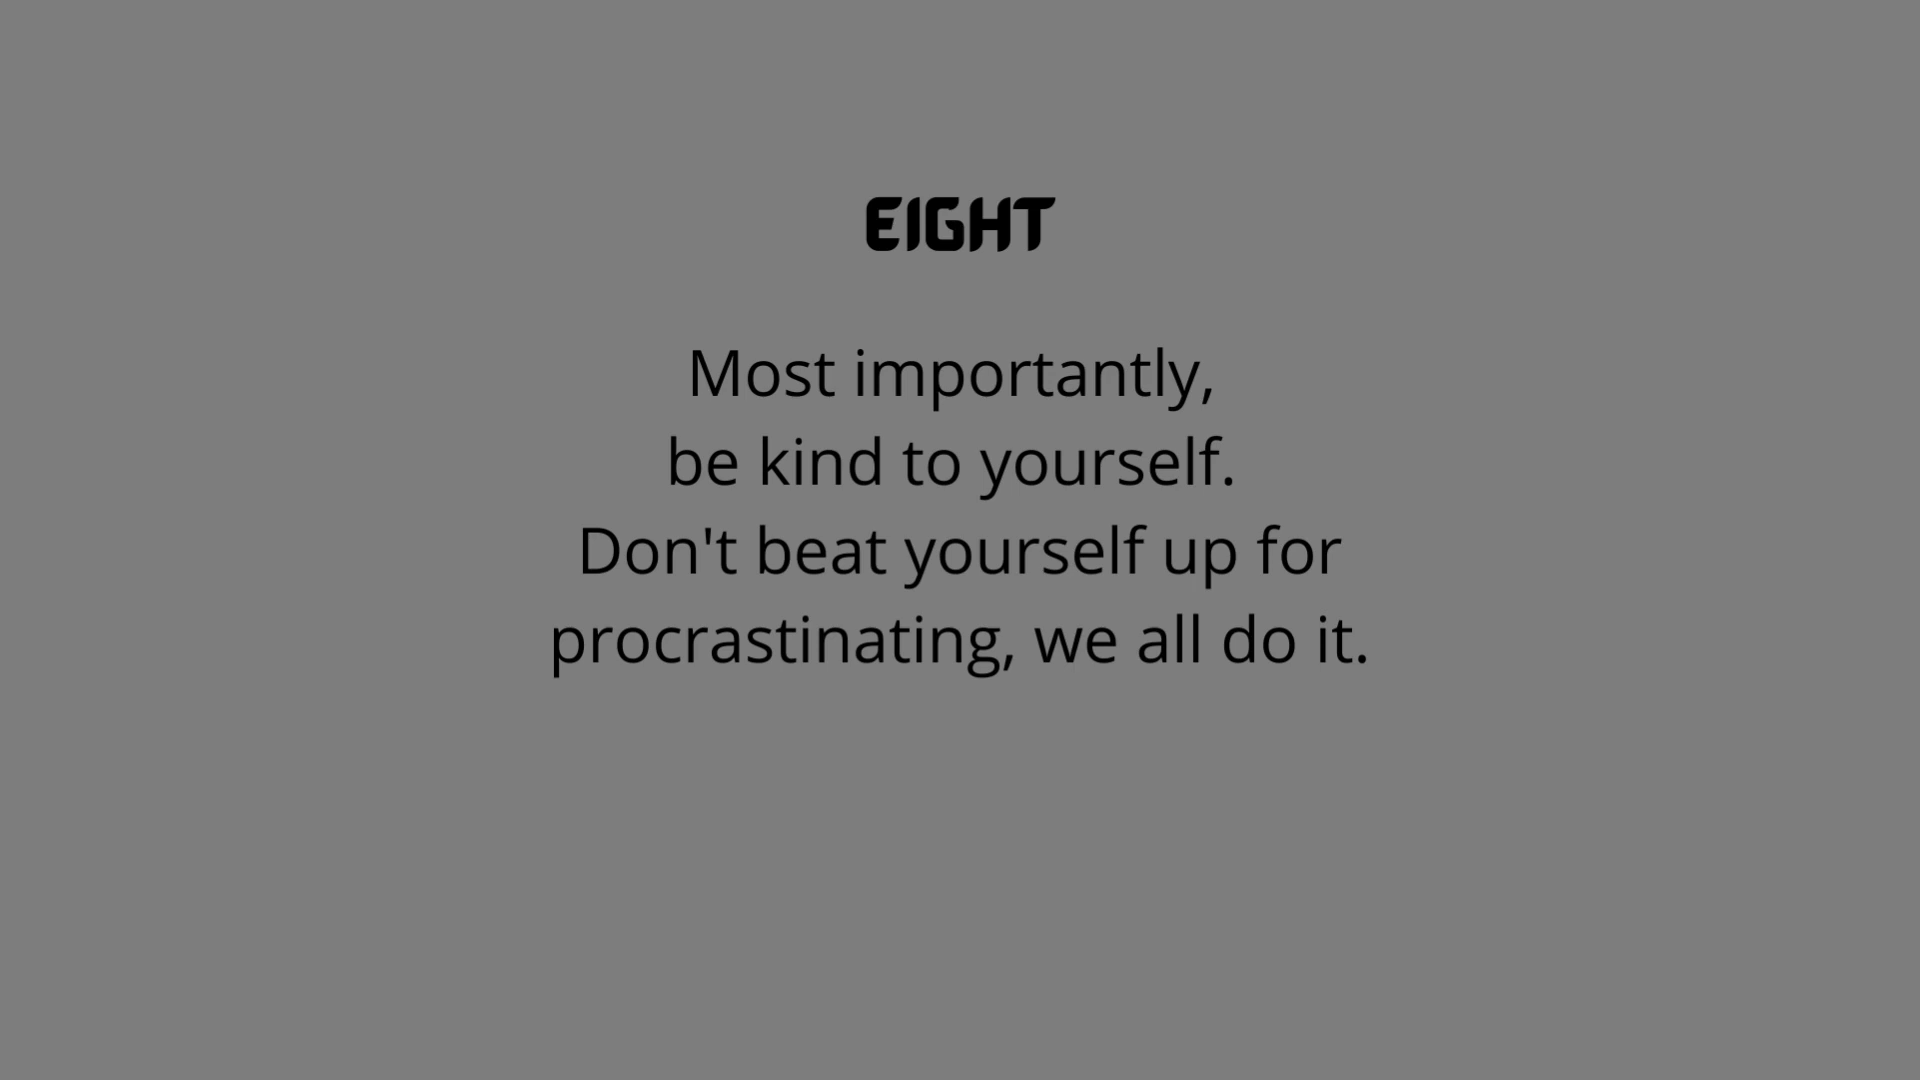 EIGHT
Most importantly,
be kind to yourself.
Don't beat yourself up for
procrastinating, we all do it.